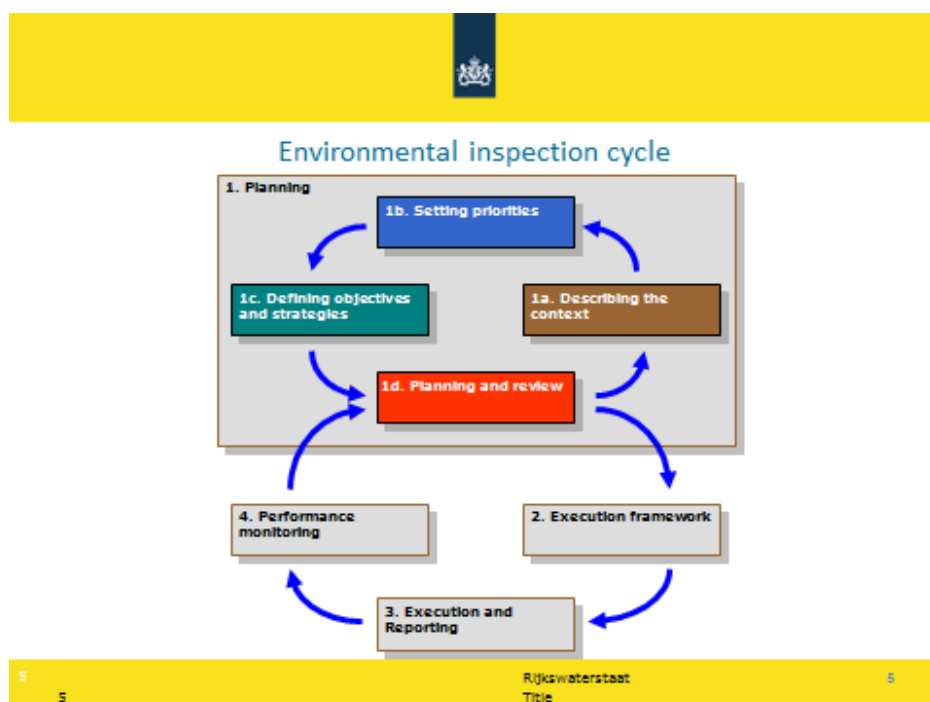 Environmental inspection cycle
1. Planning
1b. Setting priorities
1c. Defining objectives
and strategies
1a. Describing the
context
1d. Planning and review
4. Performance
monitoring
2. Execution framework
3. Execution and
Reporting
5
Rijkswaterstaat
5
5
Title